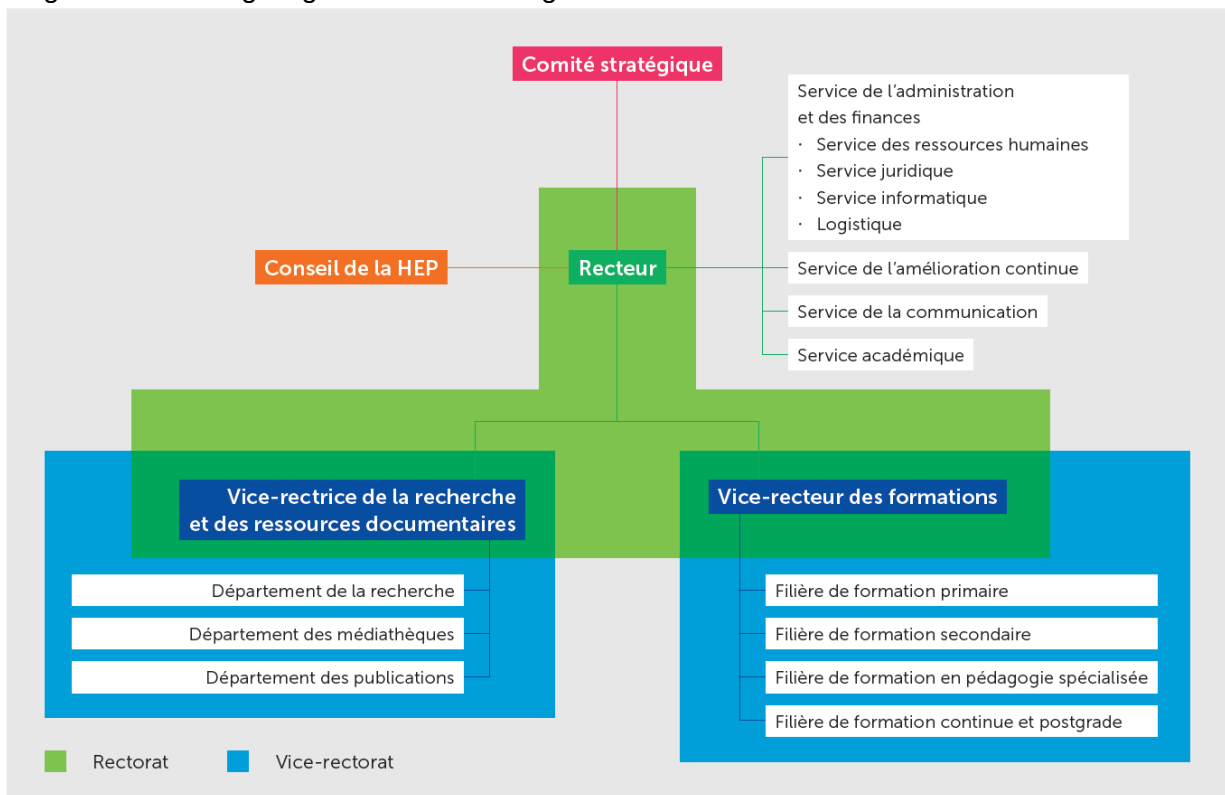 Comité stratégique
Service de l'administration
et des finances
· Service des ressources humaines
· Service juridique
· Service informatique
· Logistique
Conseil de la HEP
Recteur
Service de l'amélioration continue
Service de la communication
Service académique
Vice-rectrice de la recherche
et des ressources documentaires
Vice-recteur des formations
Département de la recherche
Département des médiathèques
Département des publications
Filière de formation primaire
Filière de formation secondaire
Filière de formation en pédagogie spécialisée
Filière de formation continue et postgrade
Rectorat
Vice-rectorat